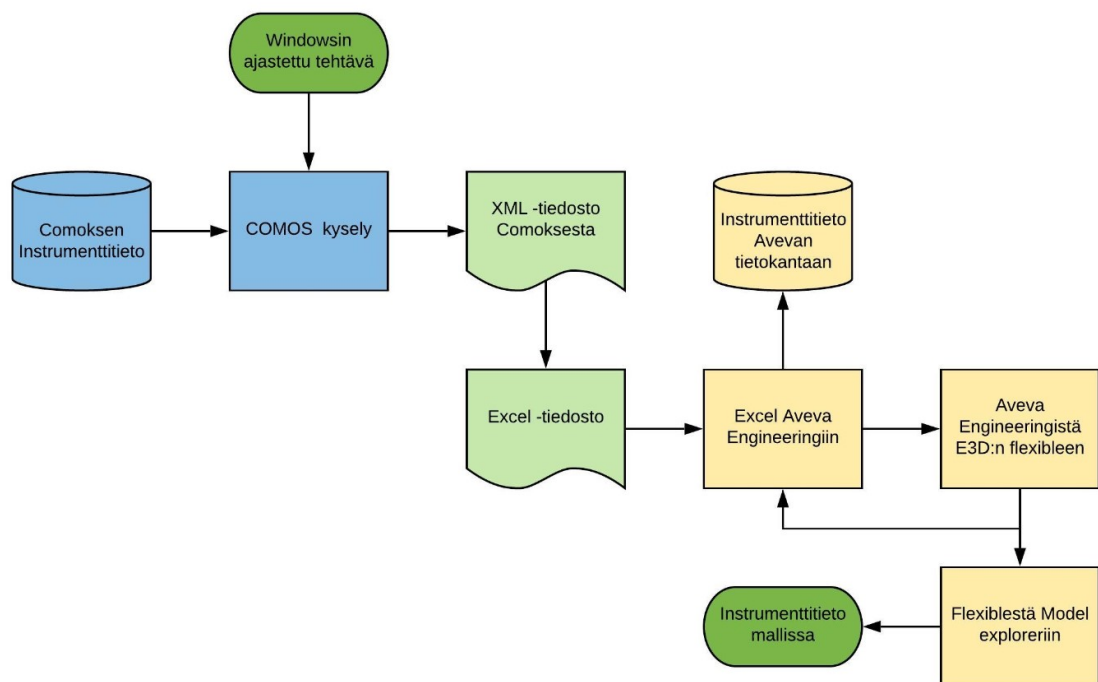 Windowsin
ajastettu tehtävä
Comoksen
Instrumenttitieto
COMOS kysely
XML -tiedosto
Comoksesta
Instrumenttitieto
Avevan
tietokantaan
Excel -tiedosto
Excel Aveva
Engineeringiin
Aveva
Engineeringistä
E3D:n flexibleen
Instrumenttitieto
mallissa
Flexiblestä Model
exploreriin